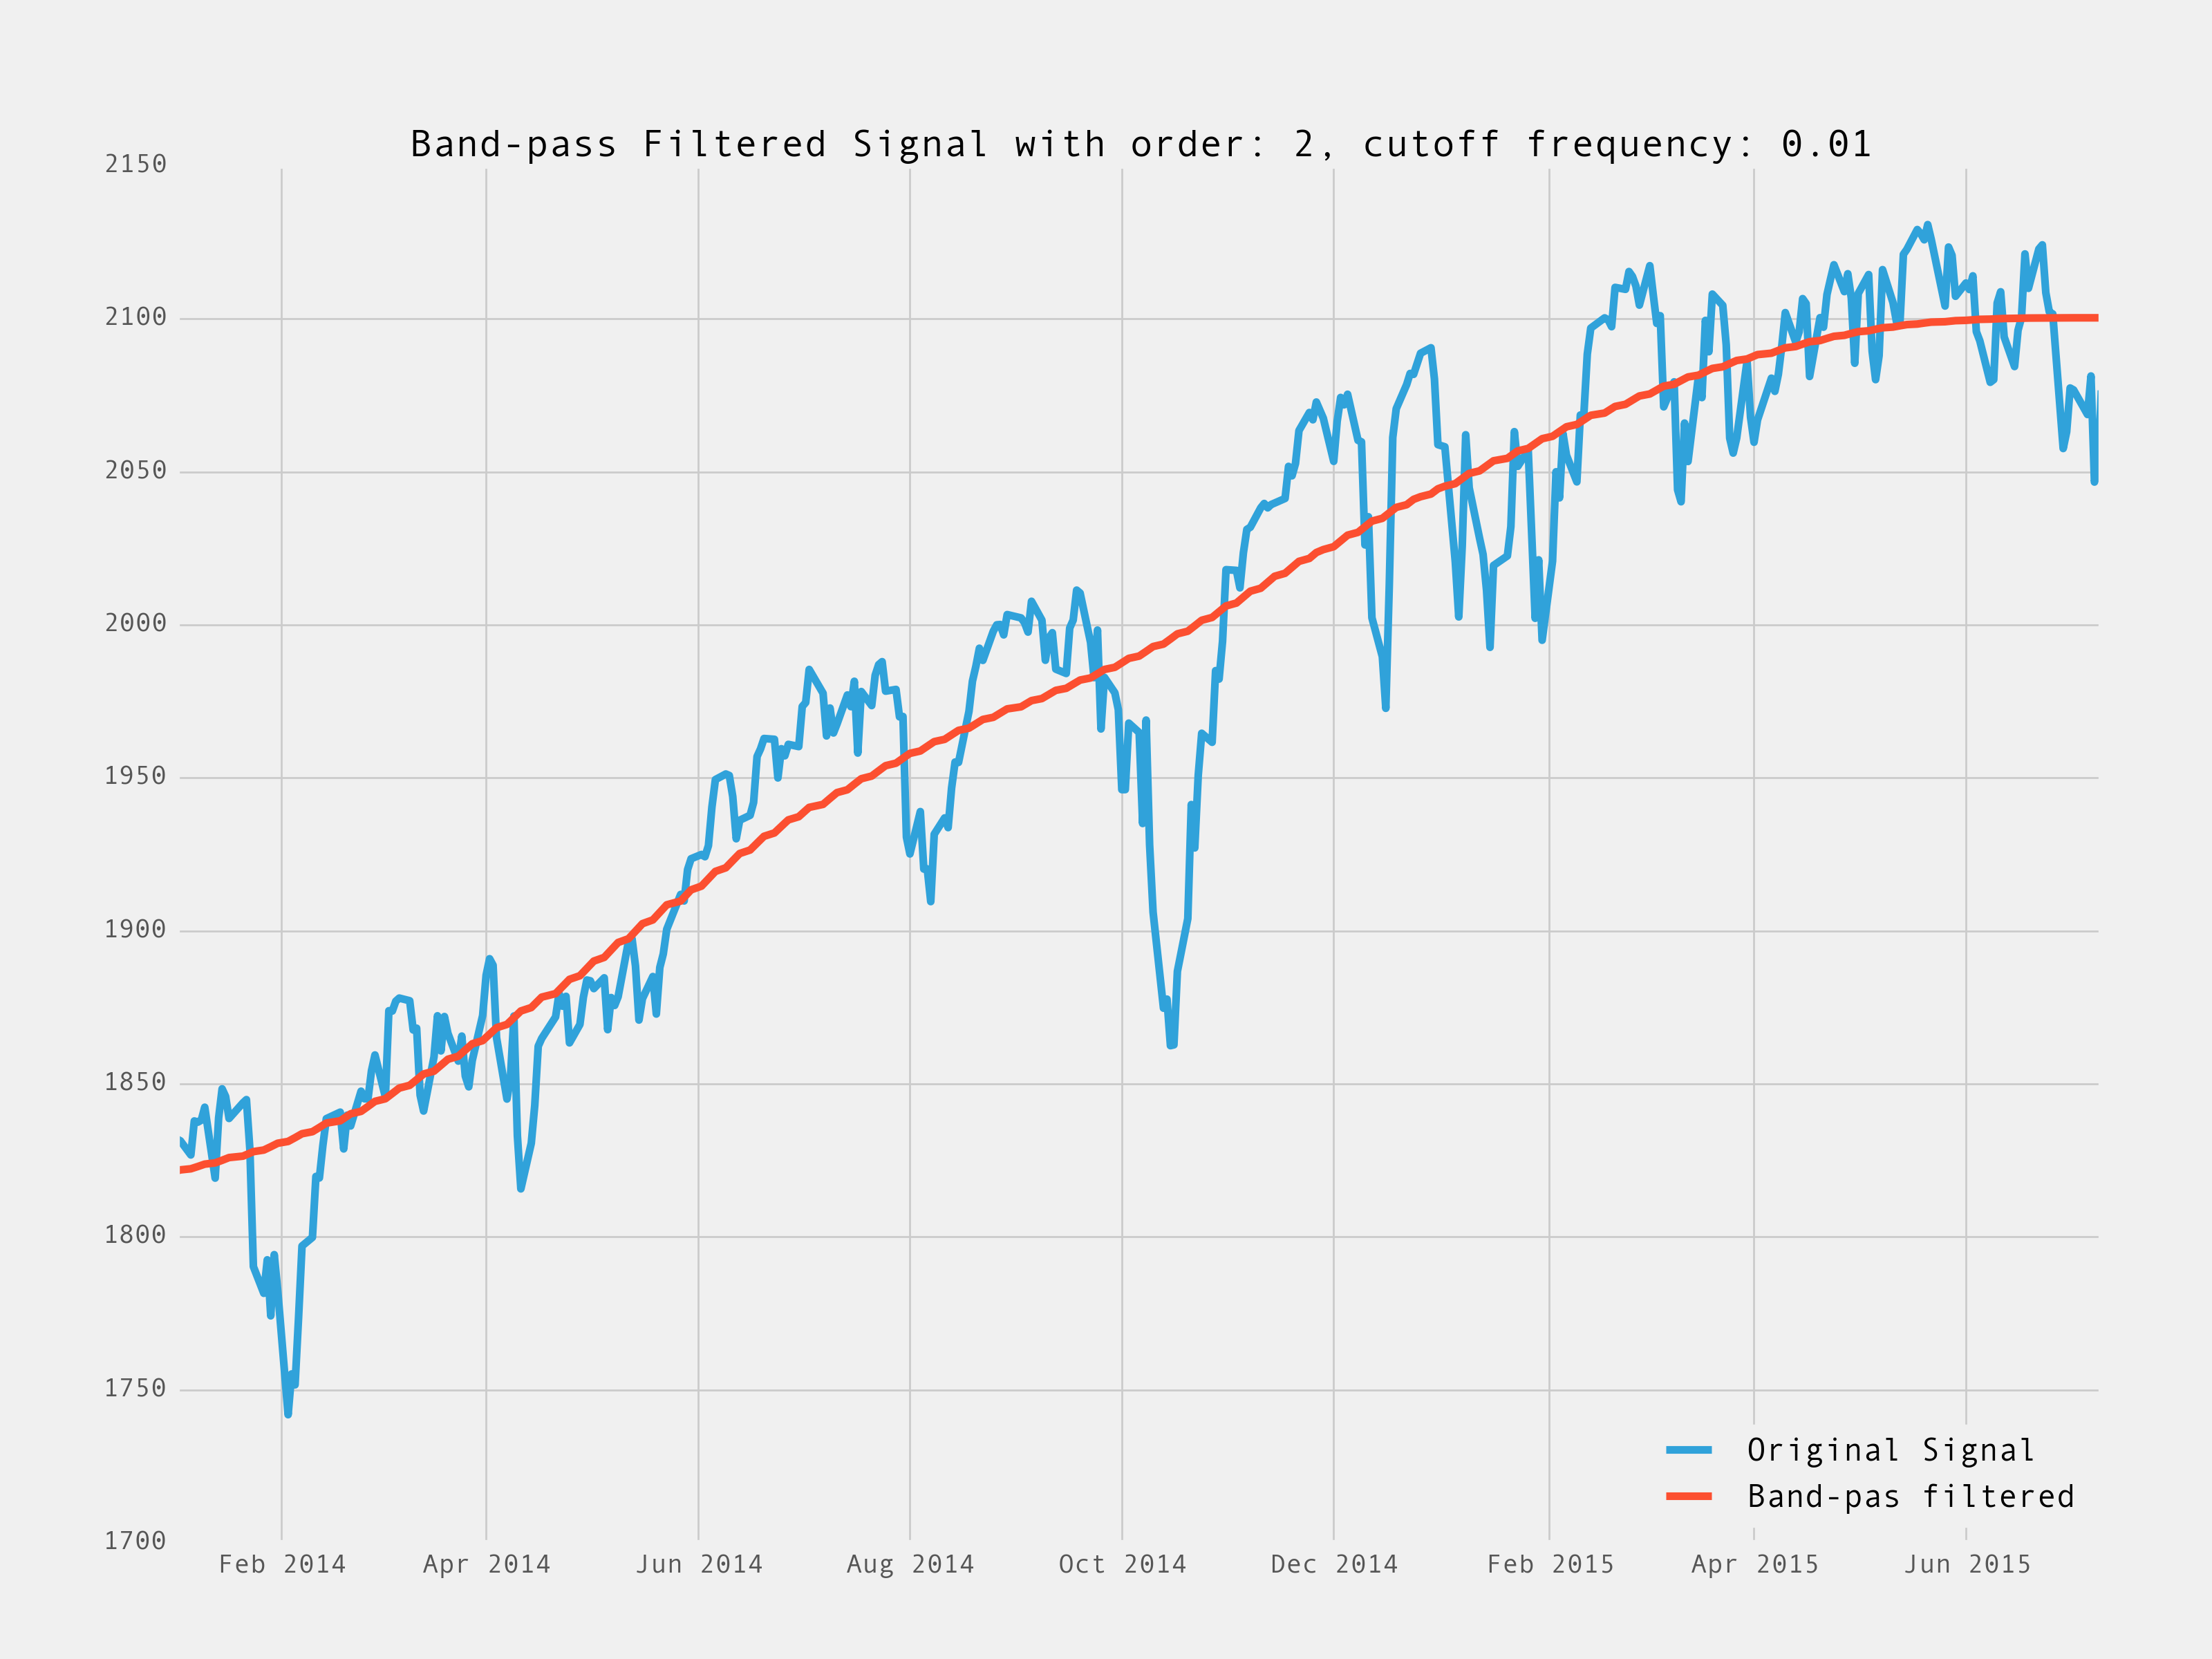 Band-pass Filtered Signal with order: 2, cutoff frequency: 0.01
2150
2100
2050
2000
1950
1900
1850
1800
1750
1700
Original Signal
Band-pas filtered
Feb 2014 Apr 2014 Jun 2014 Aug 2014 Oct 2014 Dec 2014 Feb 2015 Apr 2015 Jun 2015